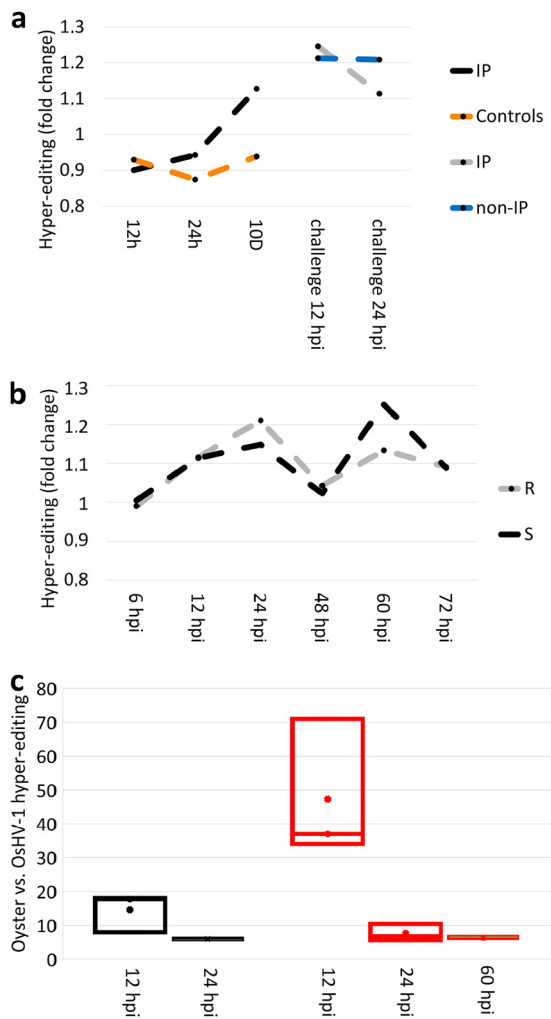 a
Hyper-editing (fold change)
1.3
1.2
1.1
1
0.9
0,8
12h
24h
10D
challenge 12 hpi
challenge 24 hpi
IP
Controls
IP
non-IP
b
Hyper-editing (fold change)
1.3
1.2
1.1
1
0.9
0,8
6 hpi
12 hpi
24 hpi
48 hpi
60 hpi
72 hpi
R
S
c
Oyster vs. OsHV-1 hyper-editing
80
70
60
50
40
30
20
10
0
12 hpi
24 hpi
12 hpi
24 hpi
60 hpi